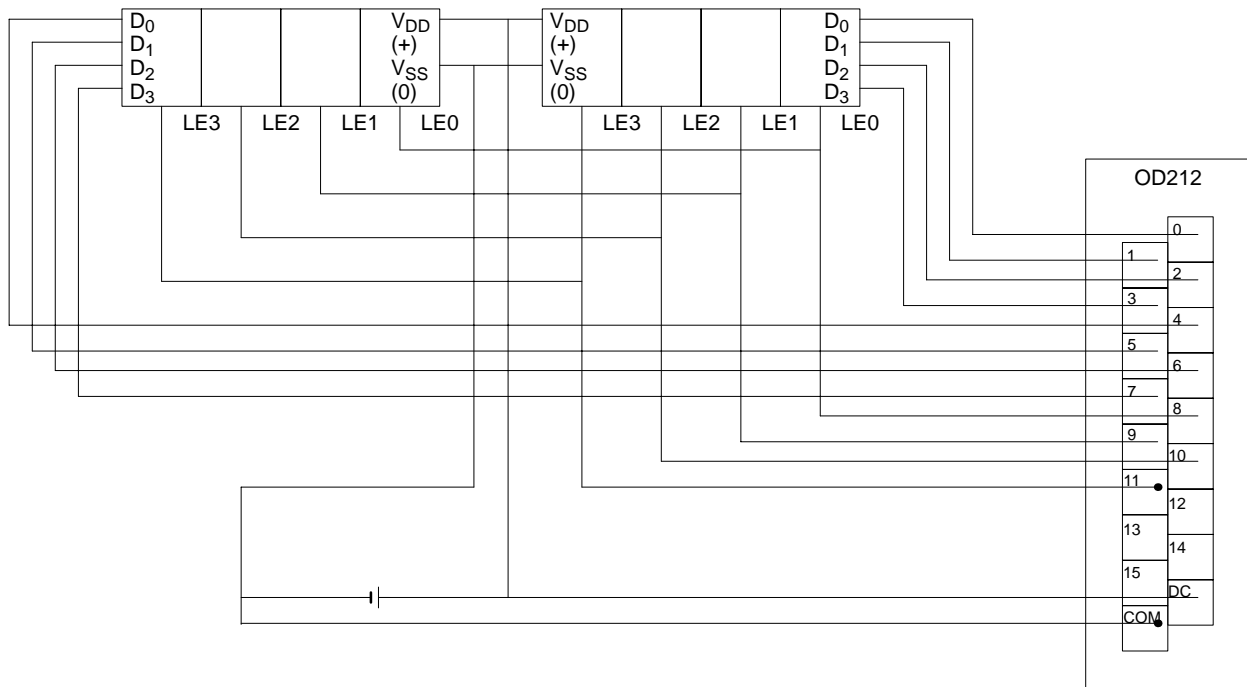 D0 VDD VDD D0
D1 (+) (+) D1
D2 VSS VSS D2
D3 (0) (0) D3
LE3 LE2 LE1 LE0 LE3 LE2 LE1 LE0
OD212
0
1
2
3
4
5
6
7
8
9
10
11
12
13
14
15
DC
COM